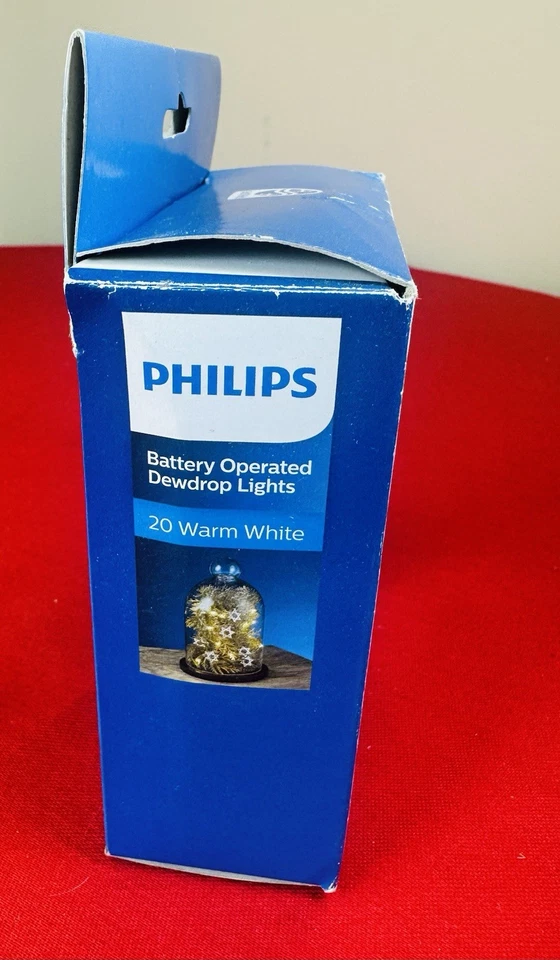 PHILIPS
Battery Operated
Dewdrop Lights
20 Warm White